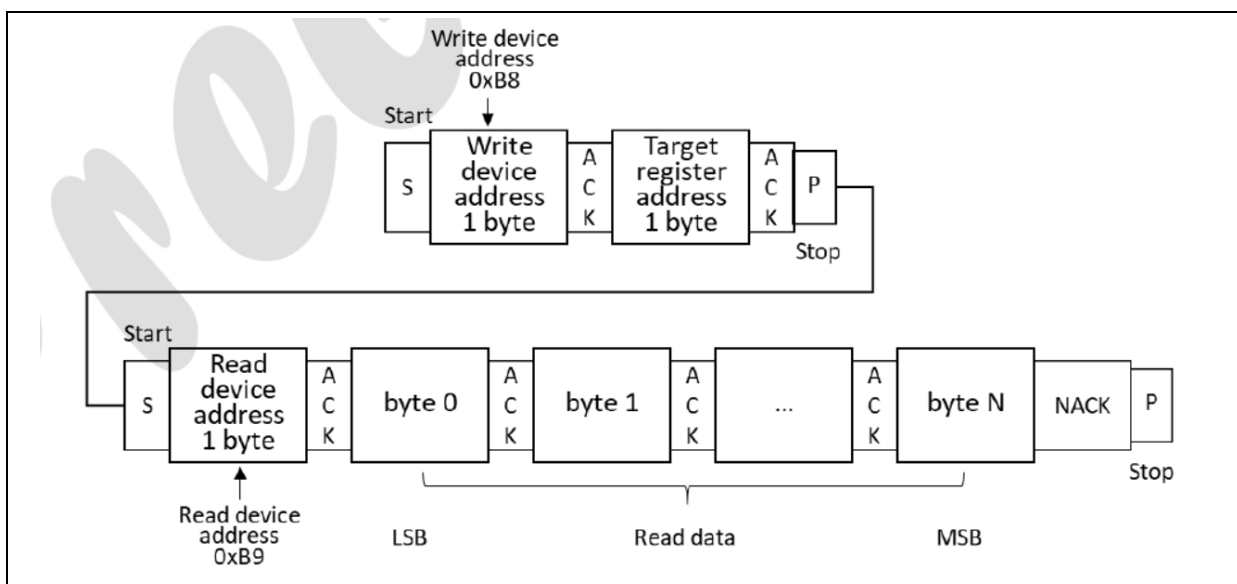 Write device
address
0xB8
Start
S
Write
device
address
1 byte
A
C
K
Target
register
address
1 byte
A
C
K
P
Stop
Start
S
Read
device
address
1 byte
A
C
K
byte 0
A
C
K
byte 1
A
C
K
...
A
C
K
byte N
NACK
P
Stop
Read device
address
0xB9
LSB
Read data
MSB